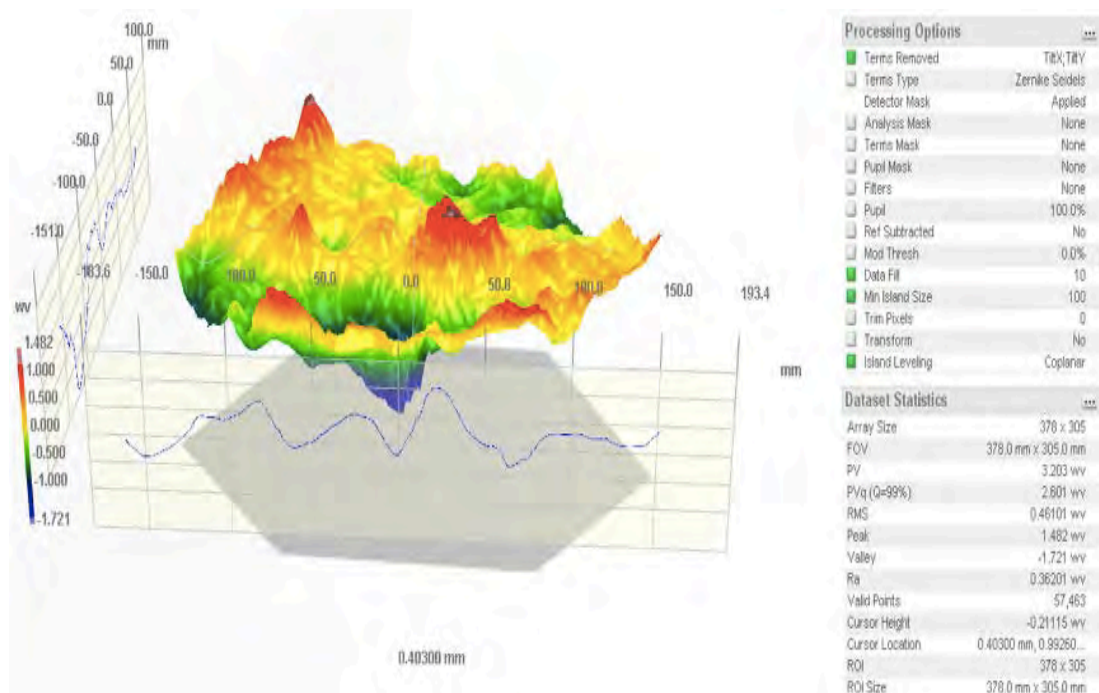 100.0
mm
50.0
0.0
-50.0
-100.0
-151.0
-183.6
-150.0
100.0
50.0
0.0
50.0
100.0
150.0
193.4
mm
wv
1.482
1.000
0.500
0.000
-0.500
-1.000
-1.721
0.40300 mm
Processing Options ...
Terms Removed TiltX;TiltY
Terms Type Zernike Seidels
Detector Mask Applied
Analysis Mask None
Terms Mask None
Pupil Mask None
Filters None
Pupil 100.0%
Ref Subtracted No
Mod Thresh 0.0%
Data Fill 10
Min Island Size 100
Trim Pixels 0
Transform No
Island Leveling Coplanar
Dataset Statistics ...
Array Size 378 x 305
FOV 378.0 mm x 305.0 mm
PV 3.203 wv
PVq (Q=99%) 2.601 wv
RMS 0.46101 wv
Peak 1.482 wv
Valley -1.721 wv
Ra 0.36201 wv
Valid Points 57,463
Cursor Height -0.21115 wv
Cursor Location 0.40300 mm, 0.99260...
ROI 378 x 305
ROI Size 378.0 mm x 305.0 mm